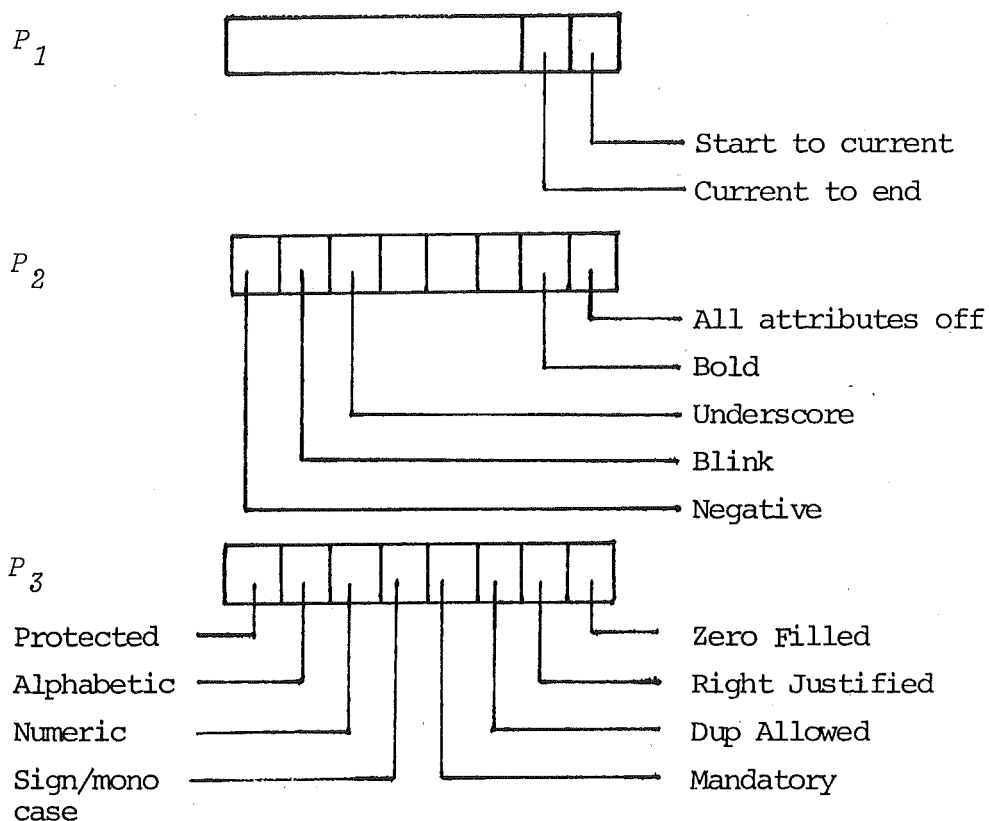 P1
Start to current
Current to end
P2
All attributes off
Bold
Underscore
Blink
Negative
P3
Protected
Zero Filled
Alphabetic
Right Justified
Numeric
Dup Allowed
Sign/mono
case
Mandatory